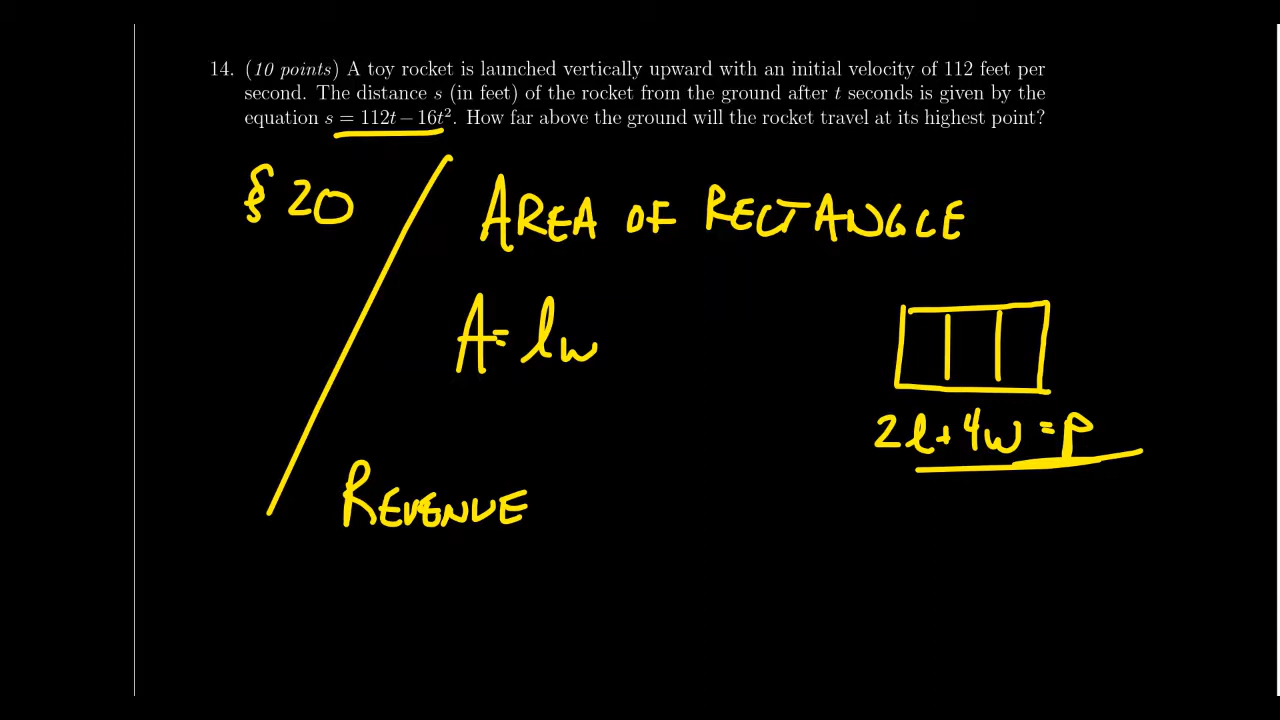 14. (10 points) A toy rocket is launched vertically upward with an initial velocity of 112 feet per
second. The distance s (in feet) of the rocket from the ground after t seconds is given by the
equation s = 112t − 16t². How far above the ground will the rocket travel at its highest point?
§ 20
AREA OF RECTANGLE
A = lw
2l + 4w = P
REVENUE